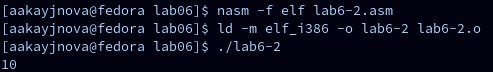 [aakayjnova@fedora lab06]$ nasm -f elf lab6-2.asm
[aakayjnova@fedora lab06]$ ld -m elf_i386 -o lab6-2 lab6-2.o
[aakayjnova@fedora lab06]$ ./lab6-2
10